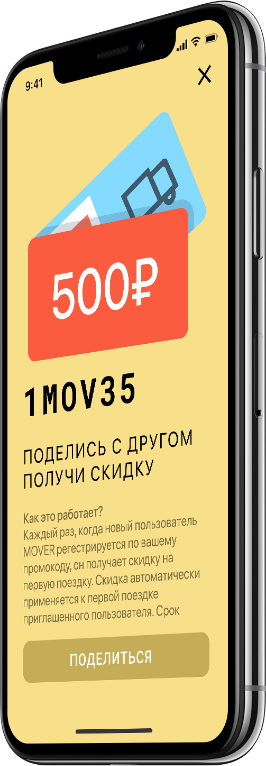 9:41
500₽
1MOV35
ПОДЕЛИСЬ С ДРУГОМ
ПОЛУЧИ СКИДКУ
Как это работает?
Каждый раз, когда новый пользователь
MOVER регестрируется по вашему
промокоду, он получает скидку на
первую поездку. Скидка автоматически
применяется к первой поездке
приглашенного пользователя. Срок
ПОДЕЛИТЬСЯ